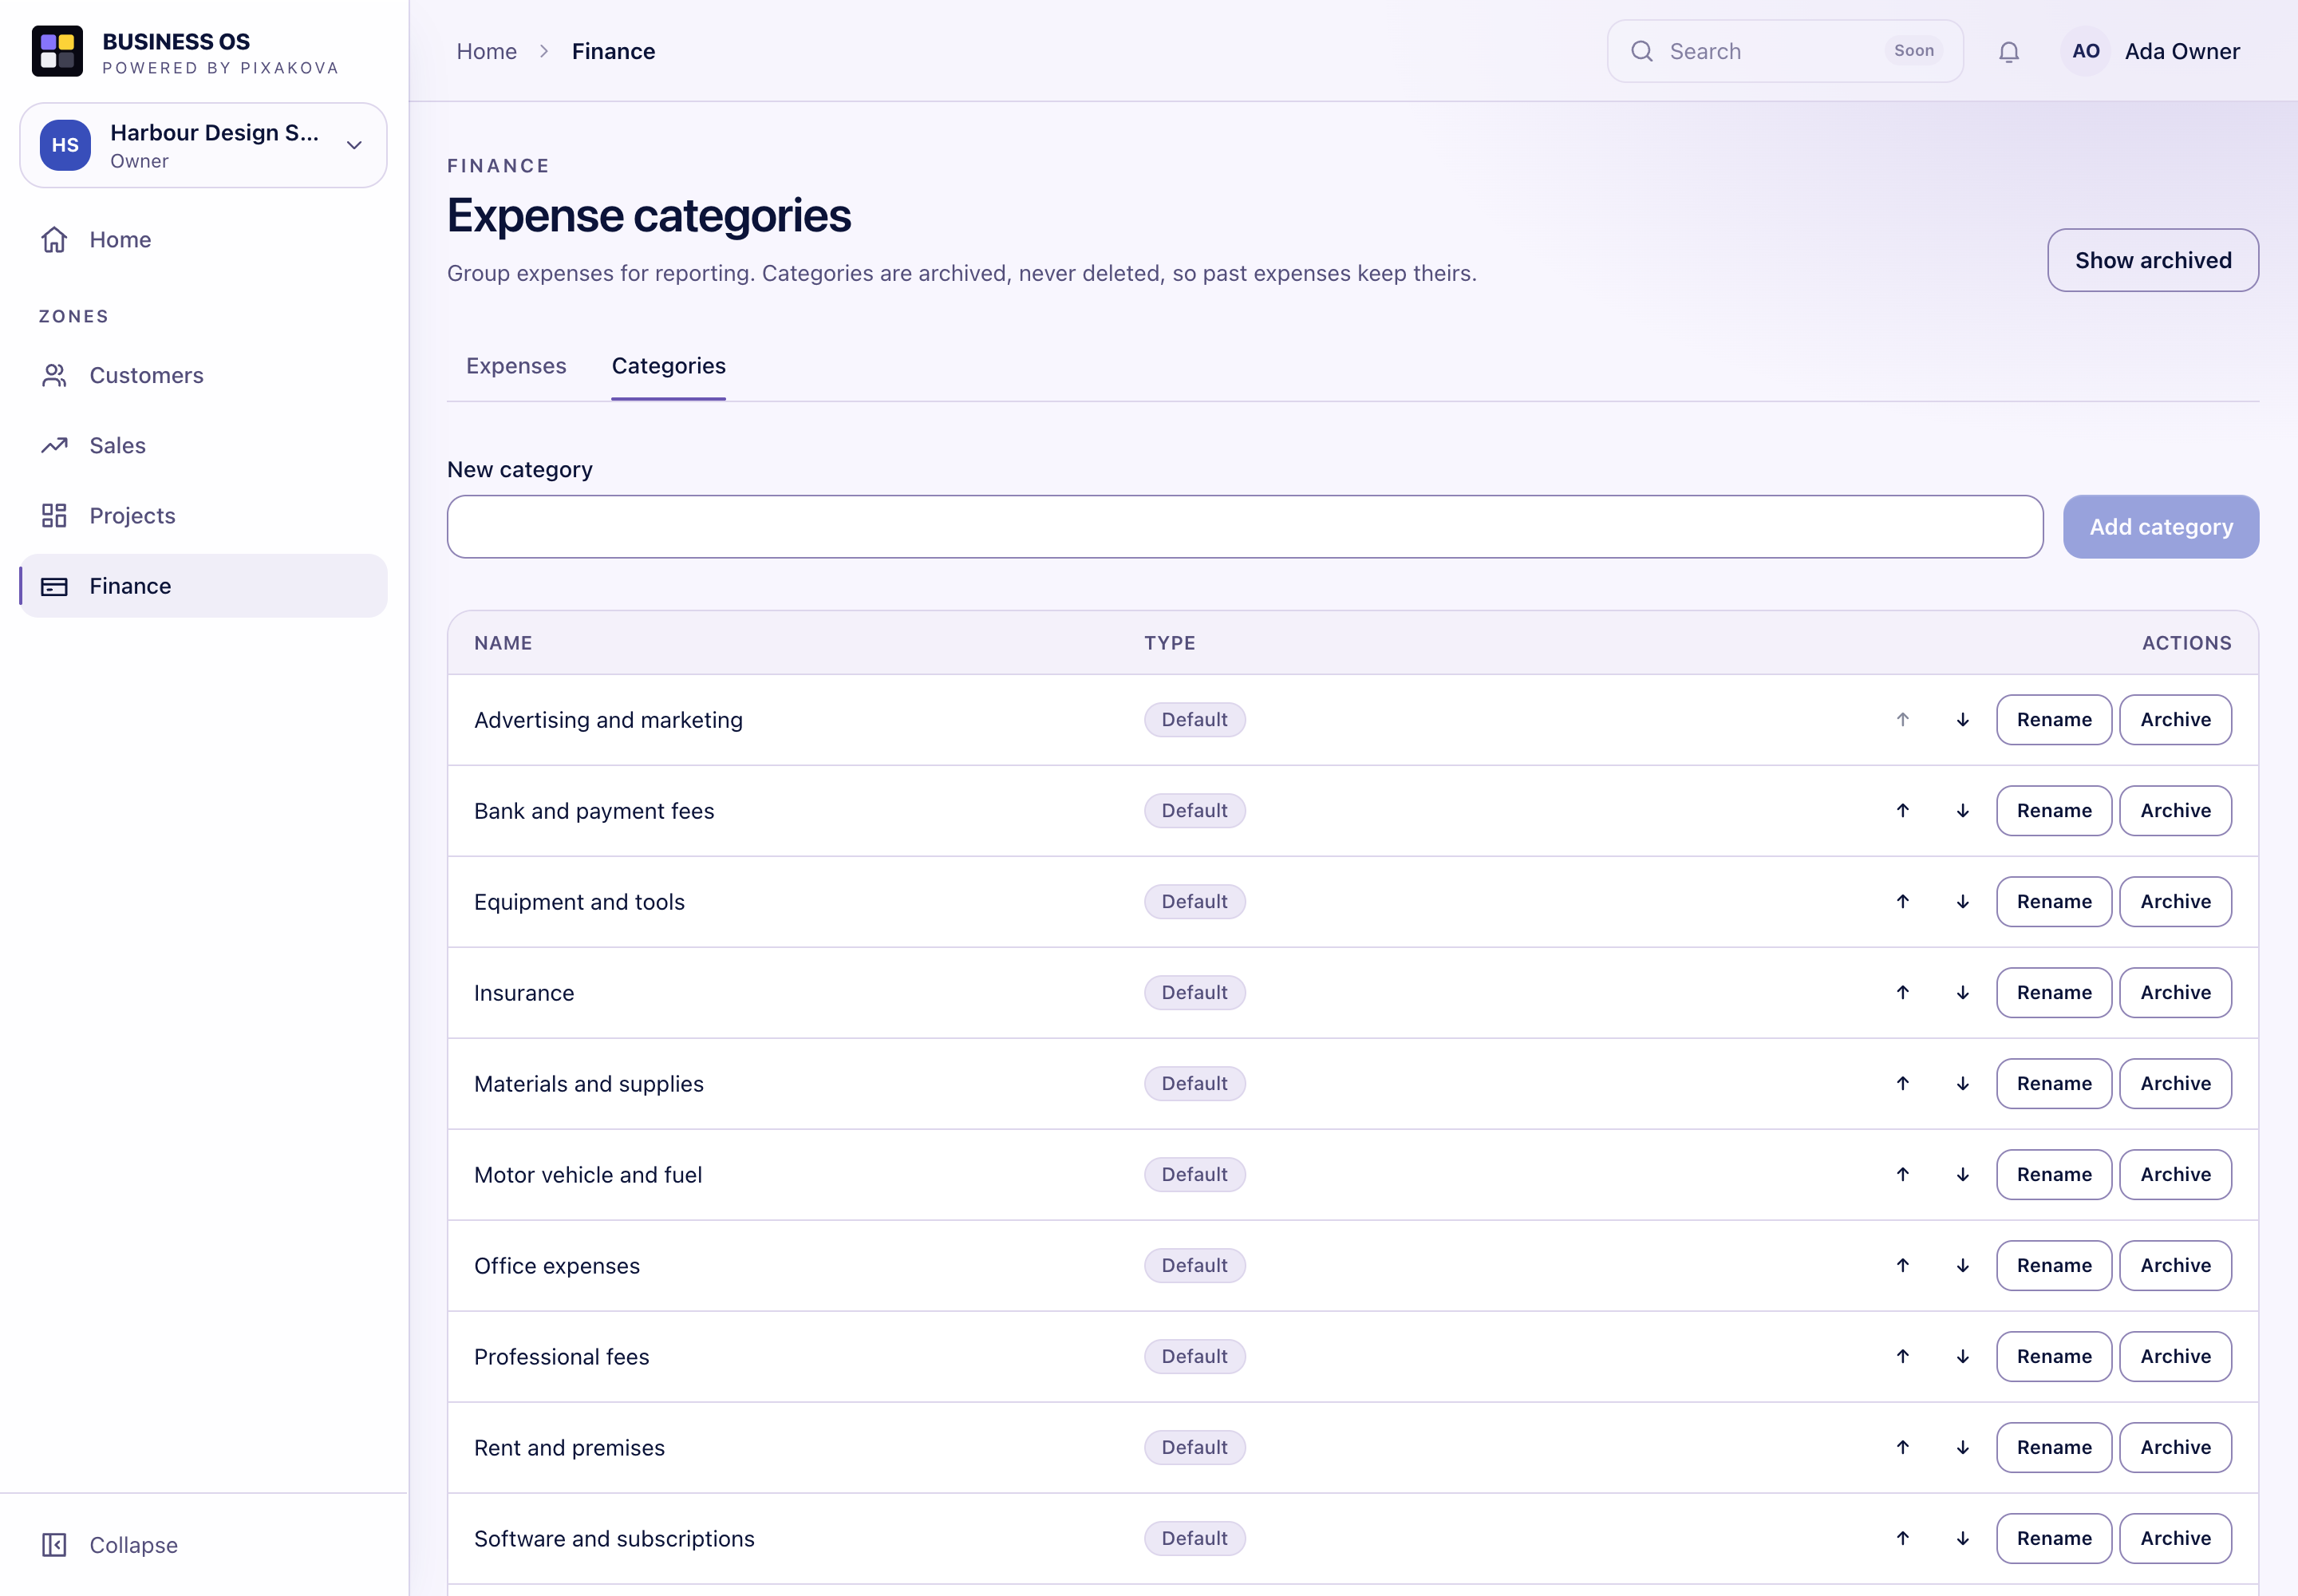 BUSINESS OS
POWERED BY PIXAKOVA
HS
Harbour Design S...
Owner
Home
ZONES
Customers
Sales
Projects
Finance
Collapse
Home > Finance
Search
Soon
AO
Ada Owner
FINANCE
Expense categories
Group expenses for reporting. Categories are archived, never deleted, so past expenses keep theirs.
Show archived
Expenses
Categories
New category
Add category
NAME TYPE ACTIONS
Advertising and marketing Default ↑ ↓ Rename Archive
Bank and payment fees Default ↑ ↓ Rename Archive
Equipment and tools Default ↑ ↓ Rename Archive
Insurance Default ↑ ↓ Rename Archive
Materials and supplies Default ↑ ↓ Rename Archive
Motor vehicle and fuel Default ↑ ↓ Rename Archive
Office expenses Default ↑ ↓ Rename Archive
Professional fees Default ↑ ↓ Rename Archive
Rent and premises Default ↑ ↓ Rename Archive
Software and subscriptions Default ↑ ↓ Rename Archive